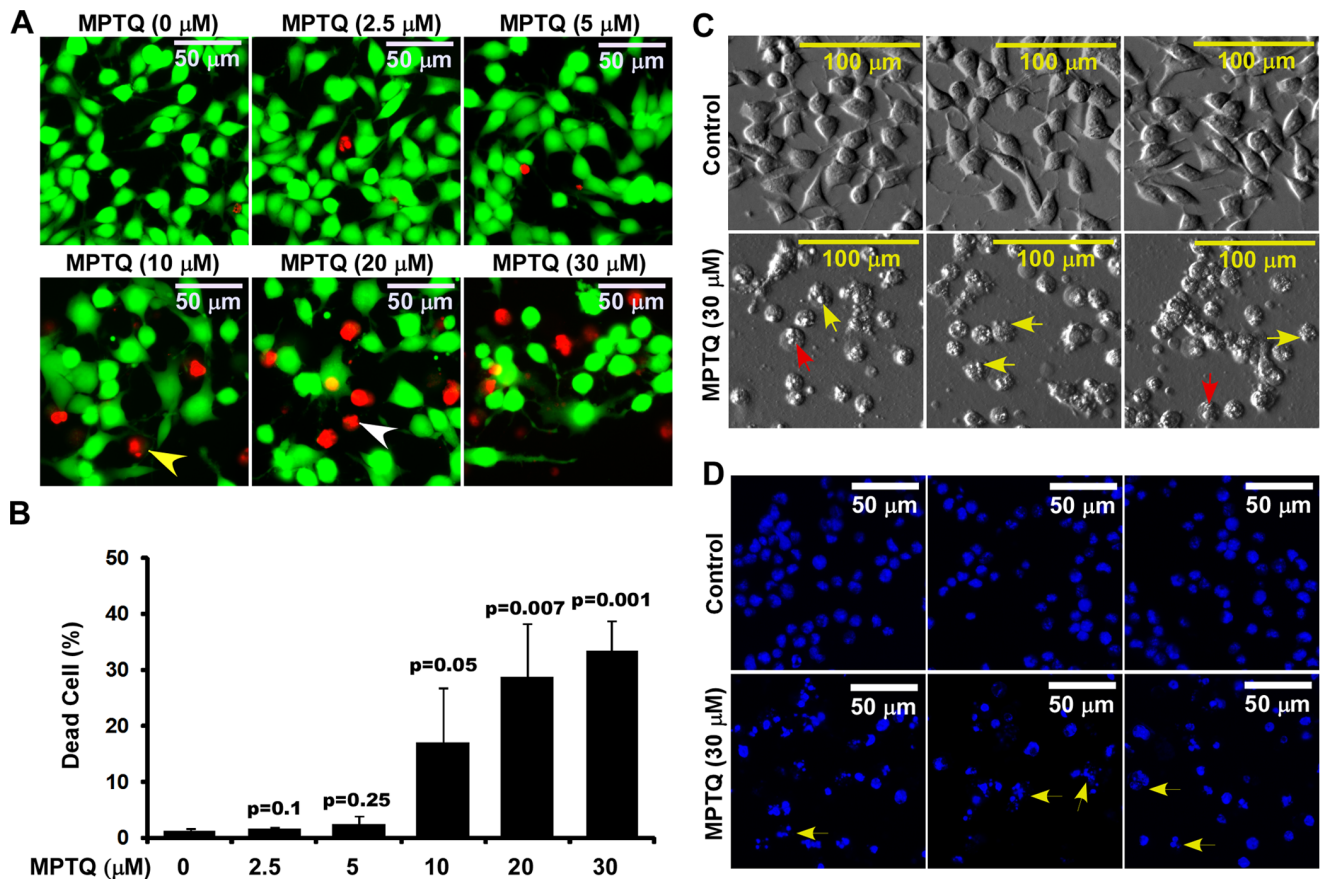 A
MPTQ (0 μM) MPTQ (2.5 μM) MPTQ (5 μM)
50 μm 50 μm 50 μm
MPTQ (10 μM) MPTQ (20 μM) MPTQ (30 μM)
50 μm 50 μm 50 μm
B
Dead Cell (%)
50
40
30
20
10
0
p=0.1 p=0.25 p=0.05 p=0.007 p=0.001
MPTQ (μM) 0 2.5 5 10 20 30
C
Control
100 μm 100 μm 100 μm
MPTQ (30 μM)
100 μm 100 μm 100 μm
D
Control
50 μm 50 μm 50 μm
MPTQ (30 μM)
50 μm 50 μm 50 μm